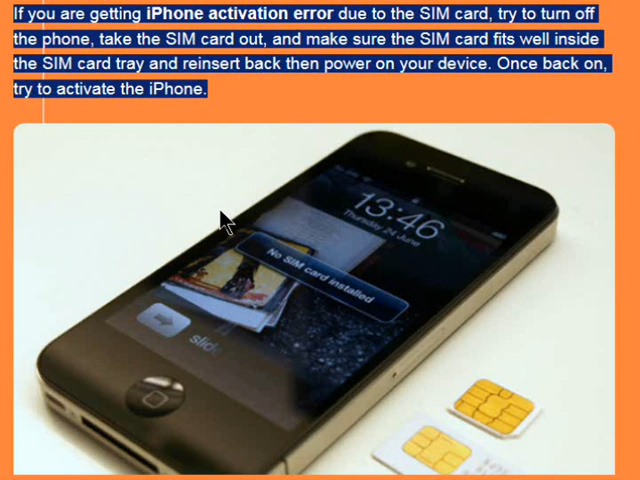 If you are getting iPhone activation error due to the SIM card, try to turn off
the phone, take the SIM card out, and make sure the SIM card fits well inside
the SIM card tray and reinsert back then power on your device. Once back on,
try to activate the iPhone.
13:46
Thursday 24 June
No SIM card installed
slide